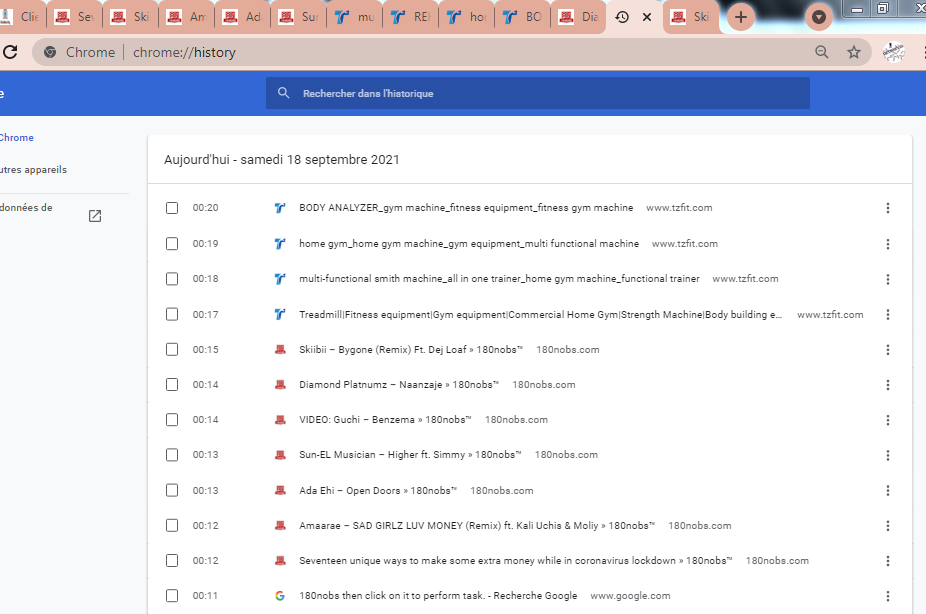 Clie Sev Ski Am Ad Sur mu RE hor BO Dia Ski
Chrome chrome://history
e
Rechercher dans l'historique
Chrome
utres appareils
données de
Aujourd'hui - samedi 18 septembre 2021
00:20 BODY ANALYZER_gym machine_fitness equipment_fitness gym machine www.tzfit.com
00:19 home gym_home gym machine_gym equipment_multi functional machine www.tzfit.com
00:18 multi-functional smith machine_all in one trainer_home gym machine_functional trainer www.tzfit.com
00:17 Treadmill|Fitness equipment|Gym equipment|Commercial Home Gym|Strength Machine|Body building e... www.tzfit.com
00:15 Skiibii – Bygone (Remix) Ft. Dej Loaf » 180nobs™ 180nobs.com
00:14 Diamond Platnumz – Naanzaje » 180nobs™ 180nobs.com
00:14 VIDEO: Guchi – Benzema » 180nobs™ 180nobs.com
00:13 Sun-EL Musician – Higher ft. Simmy » 180nobs™ 180nobs.com
00:13 Ada Ehi – Open Doors » 180nobs™ 180nobs.com
00:12 Amaarae – SAD GIRLZ LUV MONEY (Remix) ft. Kali Uchis & Moliy » 180nobs™ 180nobs.com
00:12 Seventeen unique ways to make some extra money while in coronavirus lockdown » 180nobs™ 180nobs.com
00:11 180nobs then click on it to perform task. - Recherche Google www.google.com